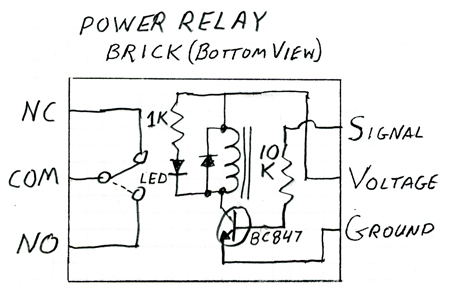 POWER RELAY
BRICK (BOTTOM VIEW)
NC
1K
SIGNAL
10
K
COM
LED
VOLTAGE
NO
BC847
GROUND